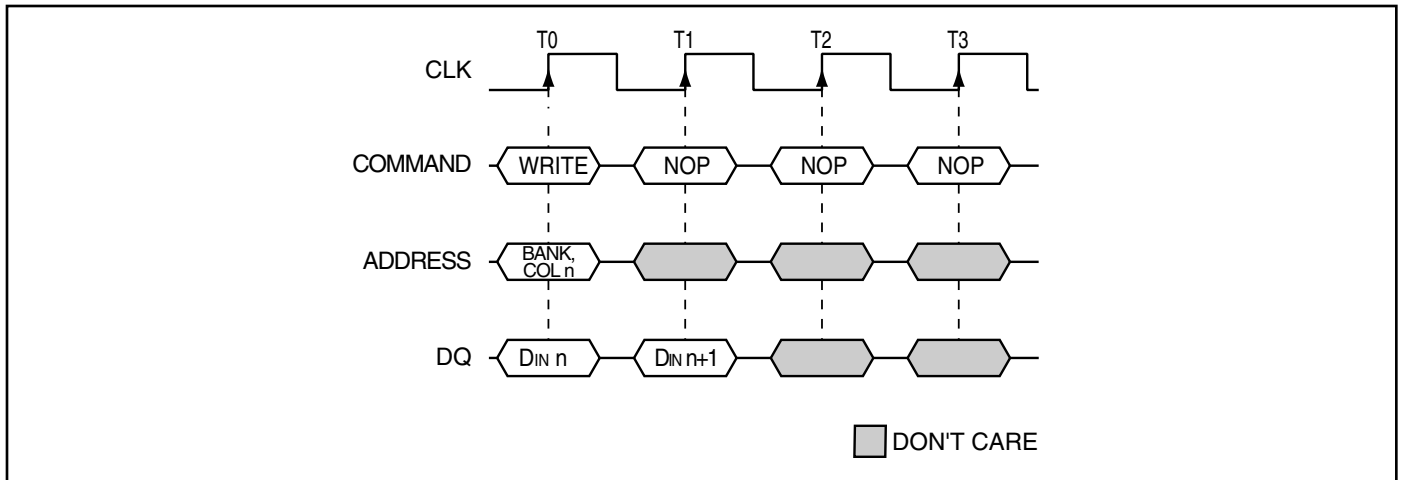 T0 T1 T2 T3
CLK
COMMAND WRITE NOP NOP NOP
ADDRESS BANK,
COL n
DQ DIN n DIN n+1
DON'T CARE